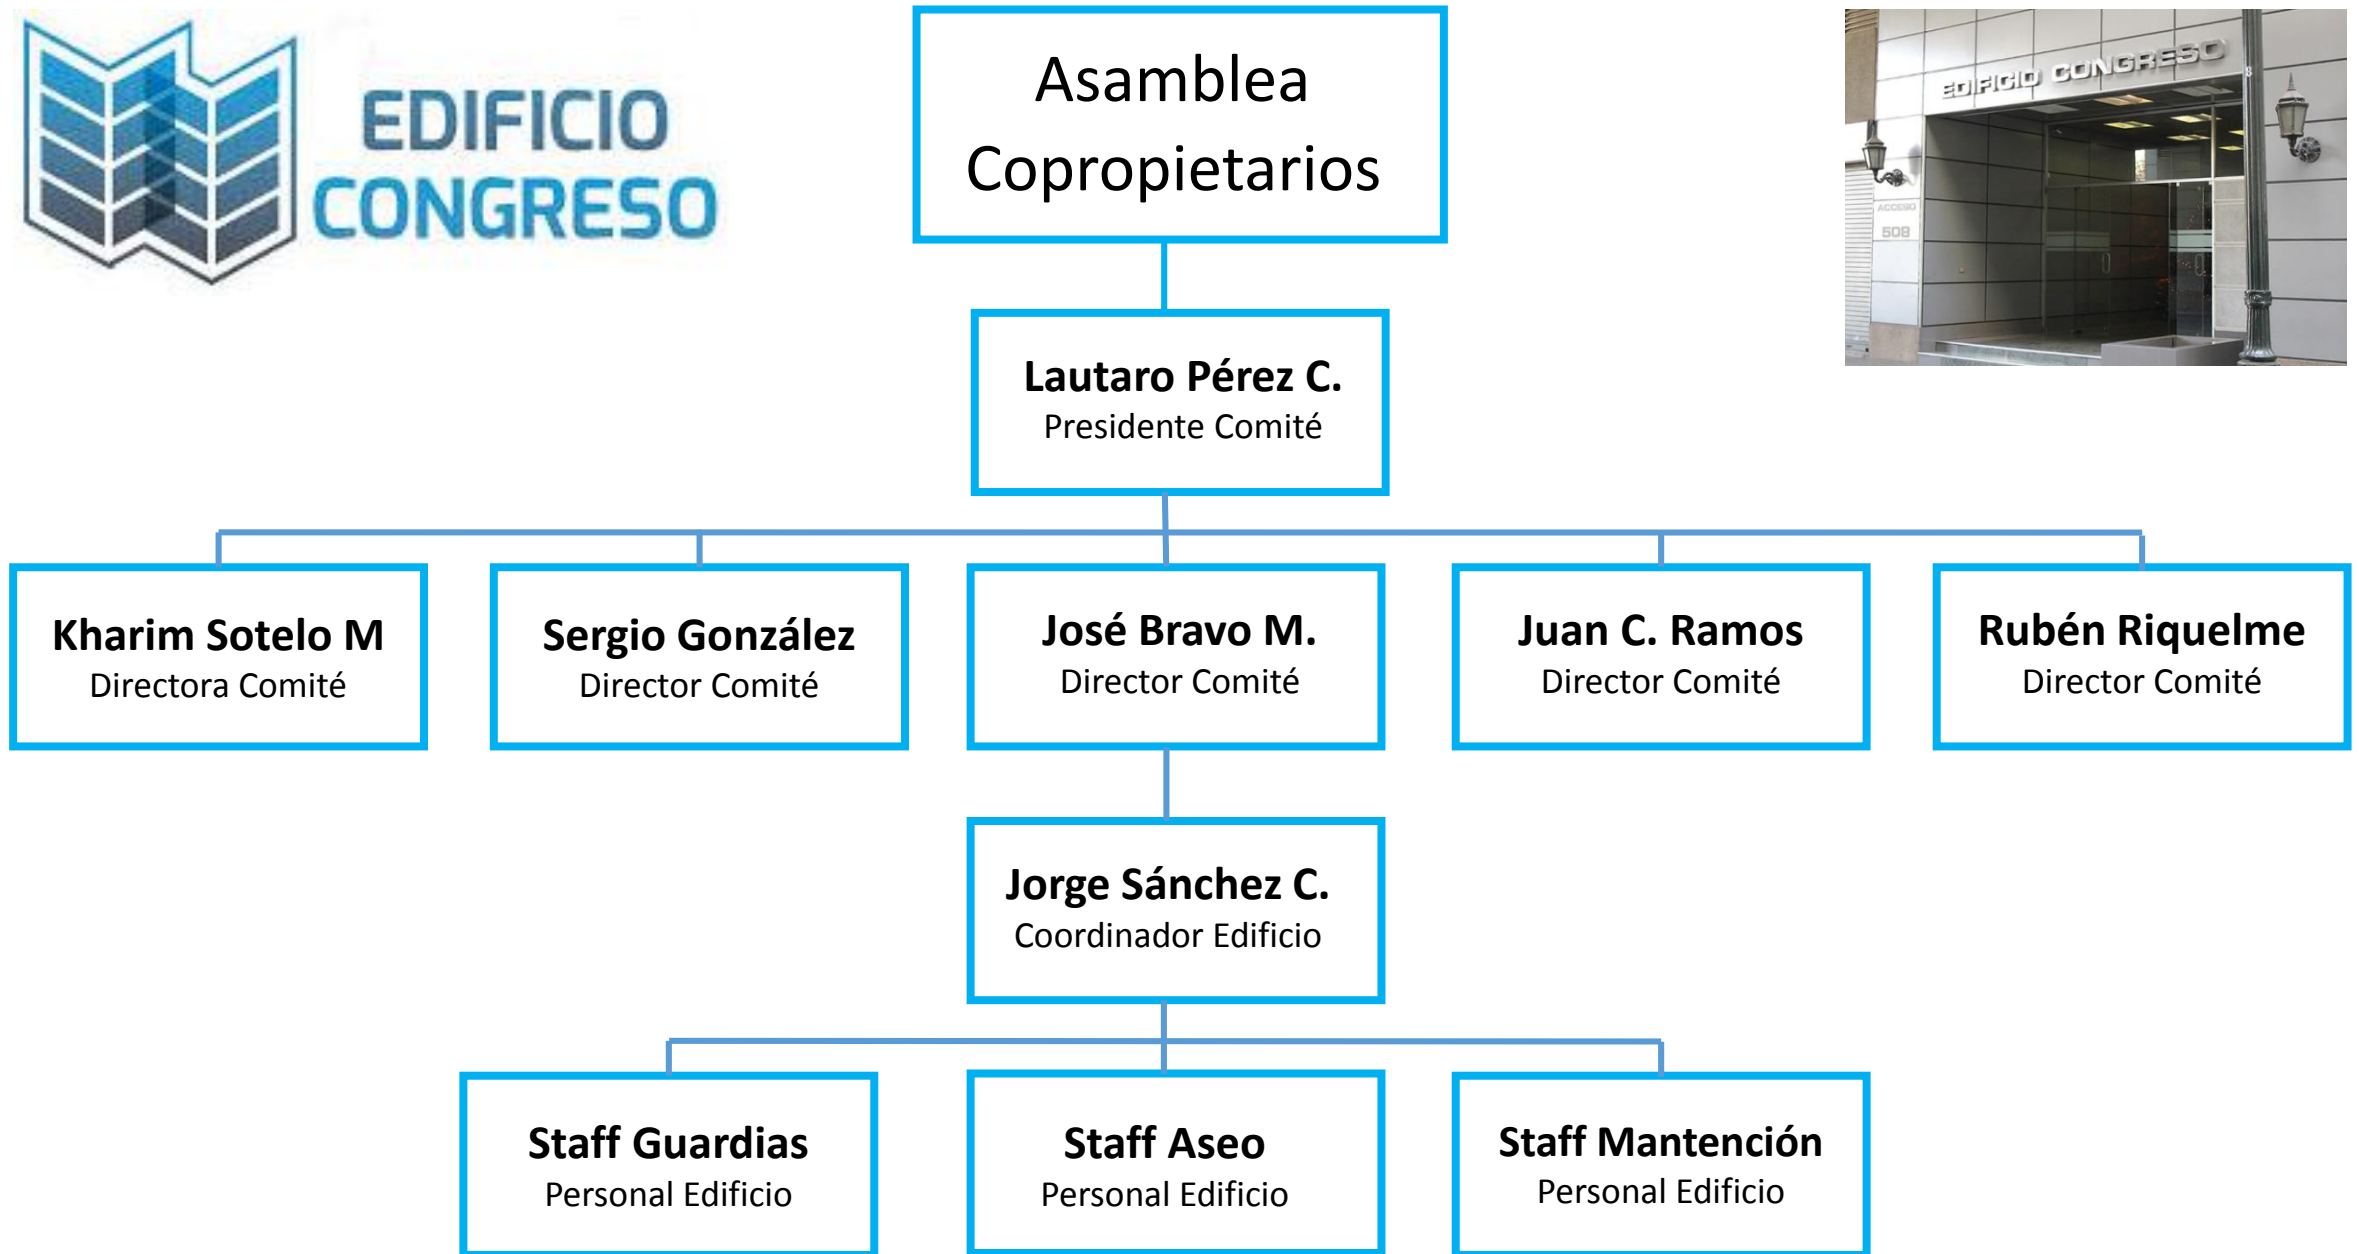 EDIFICIO
CONGRESO
Asamblea
Copropietarios
EDIFICIO CONGRESO
ACCESO
508
Lautaro Pérez C.
Presidente Comité
Kharim Sotelo M
Directora Comité
Sergio González
Director Comité
José Bravo M.
Director Comité
Juan C. Ramos
Director Comité
Rubén Riquelme
Director Comité
Jorge Sánchez C.
Coordinador Edificio
Staff Guardias
Personal Edificio
Staff Aseo
Personal Edificio
Staff Mantención
Personal Edificio